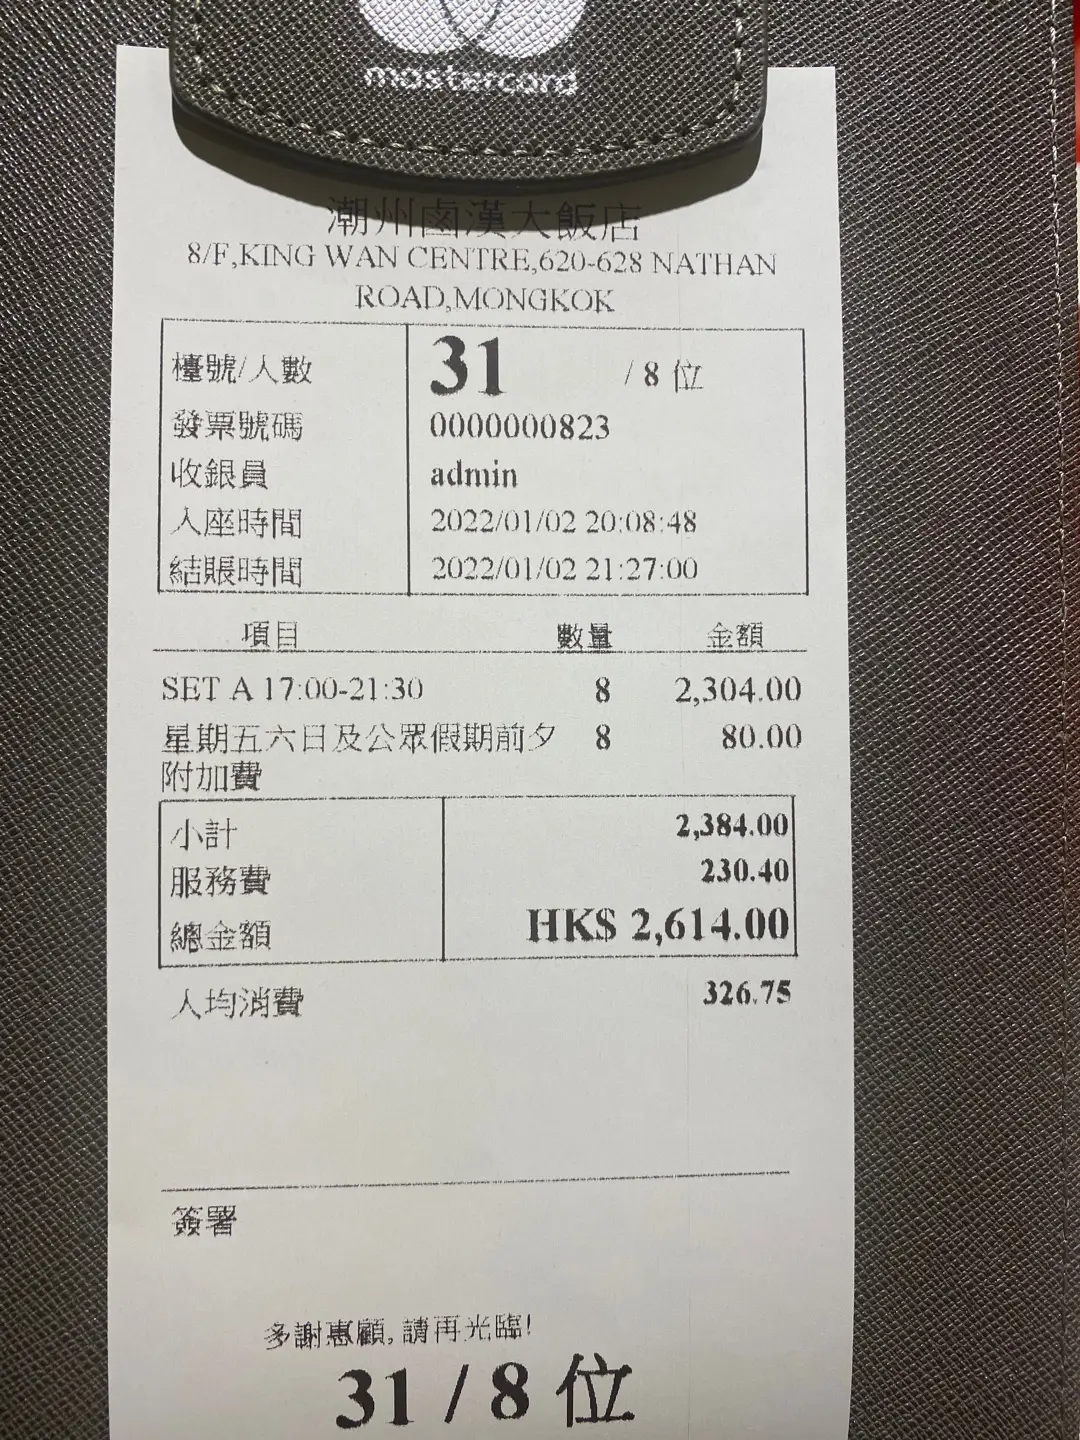 mastercard
潮州鹵漢大飯店
8/F,KING WAN CENTRE,620-628 NATHAN
ROAD,MONGKOK
檯號/人數 31 / 8 位
發票號碼 0000000823
收銀員 admin
入座時間 2022/01/02 20:08:48
結賬時間 2022/01/02 21:27:00
項目 數量 金額
SET A 17:00-21:30 8 2,304.00
星期五六日及公眾假期前夕 8 80.00
附加費
小計 2,384.00
服務費 230.40
總金額 HK$ 2,614.00
人均消費 326.75
簽署
多謝惠顧,請再光臨!
31 / 8 位